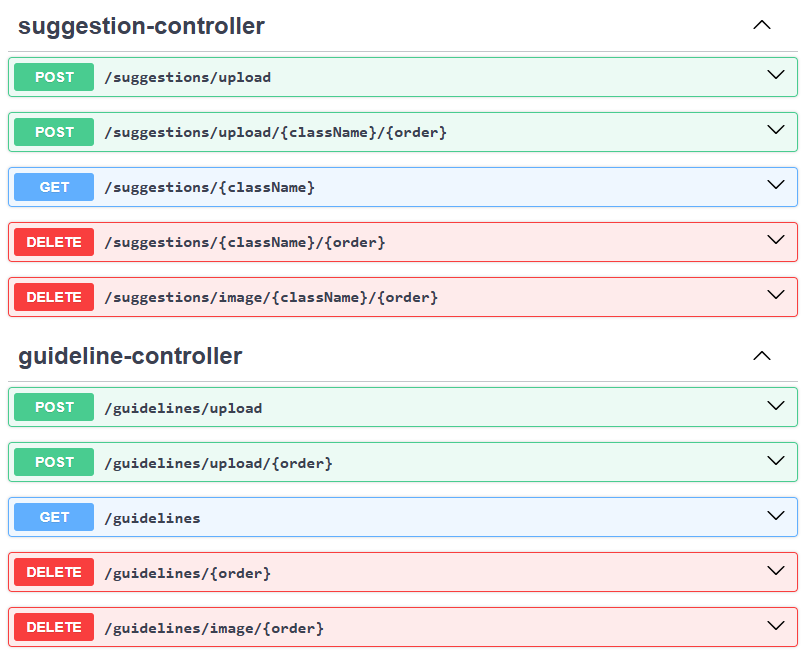 suggestion-controller
POST /suggestions/upload
POST /suggestions/upload/{className}/{order}
GET /suggestions/{className}
DELETE /suggestions/{className}/{order}
DELETE /suggestions/image/{className}/{order}
guideline-controller
POST /guidelines/upload
POST /guidelines/upload/{order}
GET /guidelines
DELETE /guidelines/{order}
DELETE /guidelines/image/{order}